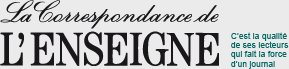 La Correspondance de
L'ENSEIGNE
C'est la qualité
de ses lecteurs
qui fait la force
d'un journal